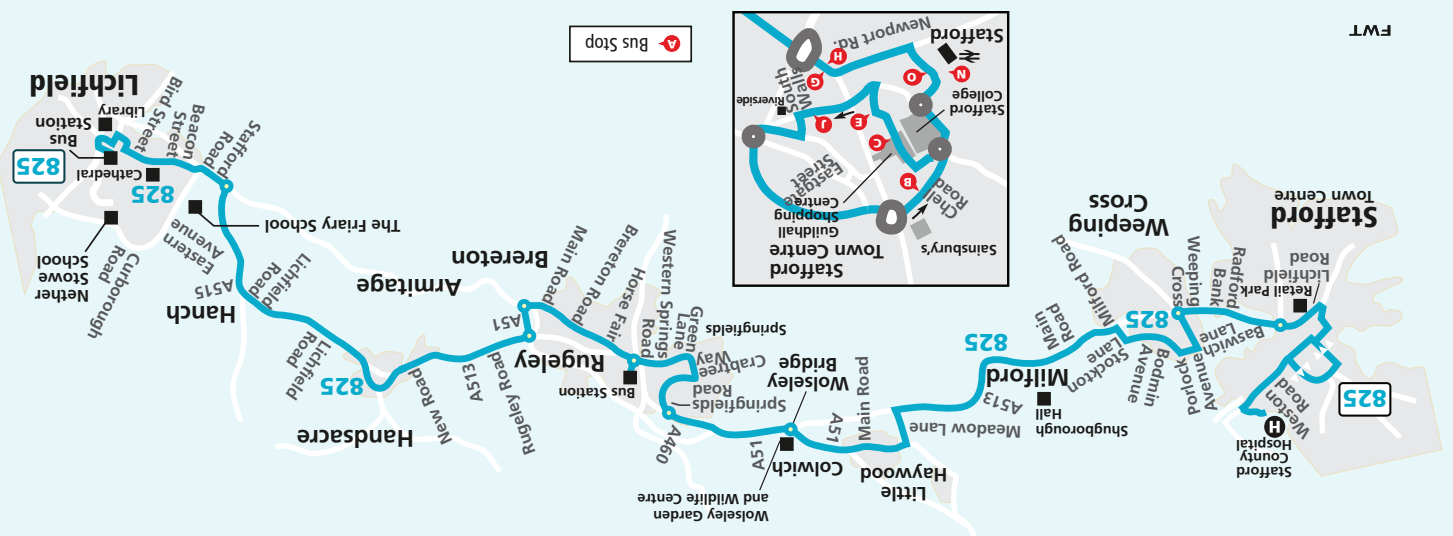 825
Stafford
County
Hospital
H
Weston
Road
Lichfield
Road
Retail Park
Stafford
Town Centre
Baswich
Lane
Radford
Bank
Weeping
Cross
Weeping
Cross
Porlock
Avenue
Bodmin
Avenue
825
Stockton
Lane
Milford Road
Main
Road
Shugborough
Hall
Milford
A513
825
Meadow Lane
Little
Haywood
Main Road
A51
Colwich
Wolseley Garden
and Wildlife Centre
Wolseley
Bridge
A51
A460
Springfields
Road
Crabtree
Way
Green
Lane
Springfields
Western Springs
Road
Bus Station
Rugeley
Horse Fair
Brereton Road
Main Road
Brereton
A51
Rugeley Road
A513
New Road
Armitage
Handsacre
825
Lichfield
Road
Lichfield
Road
Hanch
A515
The Friary School
Eastern
Avenue
Stafford
Road
Beacon
Street
825
Bird Street
Curborough
Road
Nether
Stowe
School
Cathedral
825
Bus
Station
Library
Lichfield
Sainsbury's
Stafford
Town Centre
Guildhall
Shopping
Centre
Chell
Road
B
Eastgate
Street
C
E
J
Stafford
College
Riverside
South
Walls
N
O
G
H
Stafford
Newport Rd.
A Bus Stop
FWT